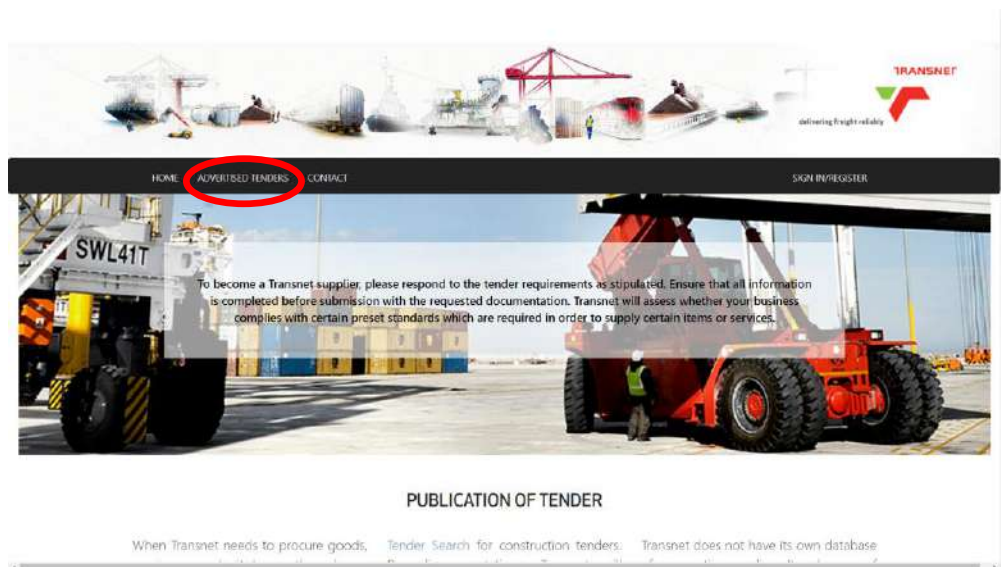 TRANSNET
delivering freight reliably
HOME ADVERTISED TENDERS CONTACT SIGN IN/REGISTER
SWL41T
To become a Transnet supplier, please respond to the tender requirements as stipulated. Ensure that all information
is completed before submission with the requested documentation. Transnet will assess whether your business
complies with certain preset standards which are required in order to supply certain items or services.
PUBLICATION OF TENDER
When Transnet needs to procure goods,
Tender Search for construction tenders.
Transnet does not have its own database